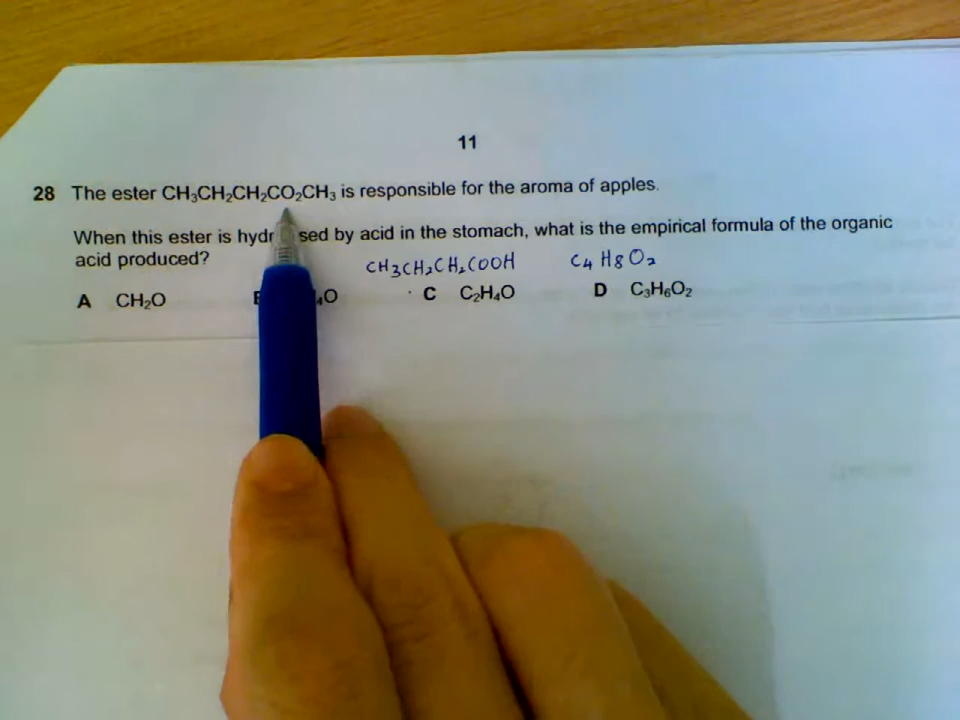 11
28 The ester CH₃CH₂CH₂CO₂CH₃ is responsible for the aroma of apples.
When this ester is hydr sed by acid in the stomach, what is the empirical formula of the organic
acid produced?
CH₃CH₂CH₂COOH C₄H₈O₂
A CH₂O ₄O C C₂H₄O D C₃H₆O₂